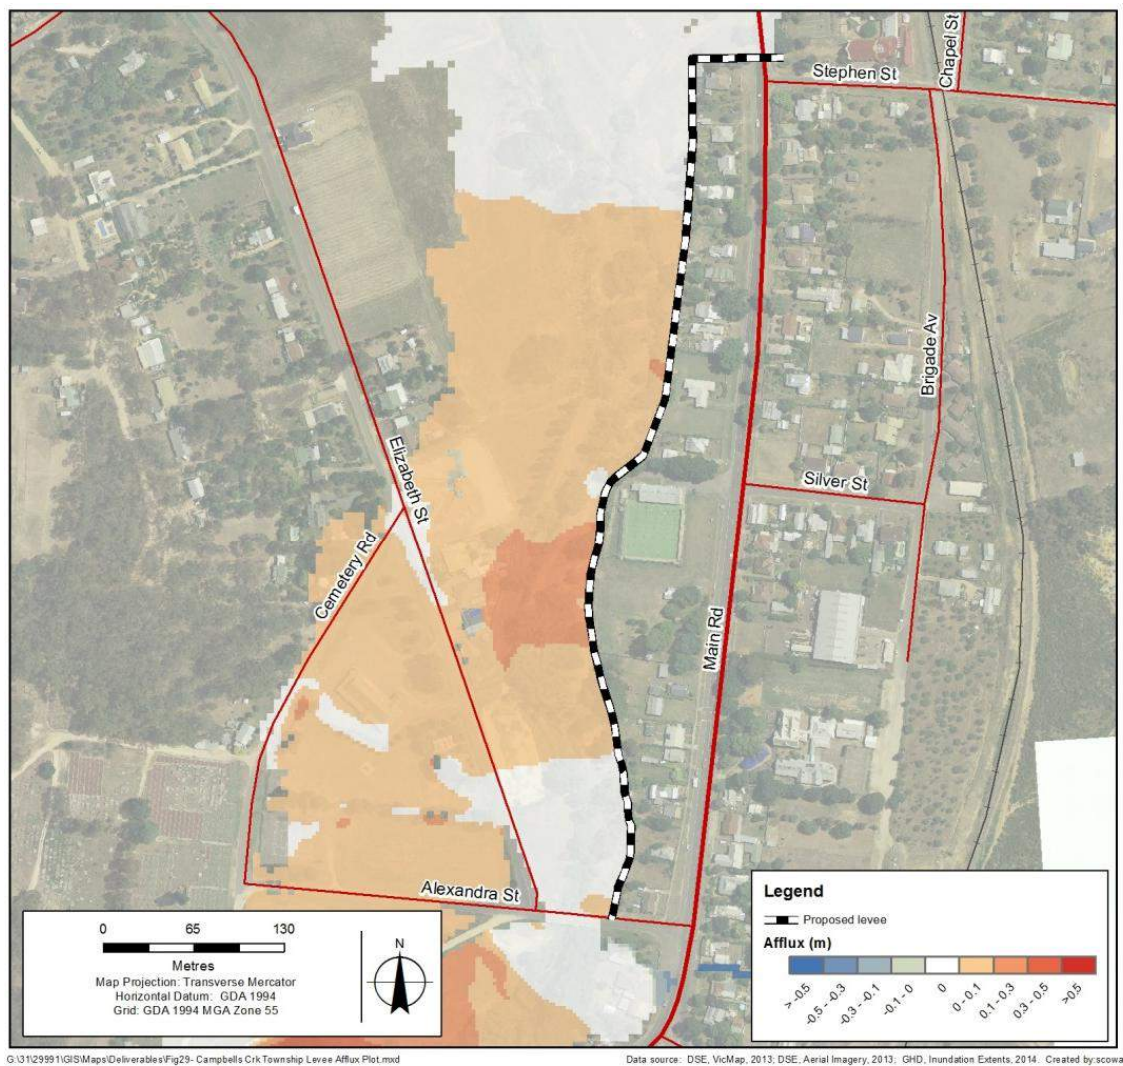 Stephen St
Chapel St
Brigade Av
Elizabeth St
Silver St
Cemetery Rd
Main Rd
Alexandra St
0 65 130
Metres
Map Projection: Transverse Mercator
Horizontal Datum: GDA 1994
Grid: GDA 1994 MGA Zone 55
N
Legend
Proposed levee
Afflux (m)
> -0.5
-0.5 - -0.3
-0.3 - -0.1
-0.1 - 0
0
0 - 0.1
0.1 - 0.3
0.3 - 0.5
>0.5
G:\31\29991\GIS\Maps\Deliverables\Fig29- Campbells Crk Township Levee Afflux Plot.mxd
Data source: DSE, VicMap, 2013; DSE, Aerial Imagery, 2013; GHD, Inundation Extents, 2014. Created by:scowa